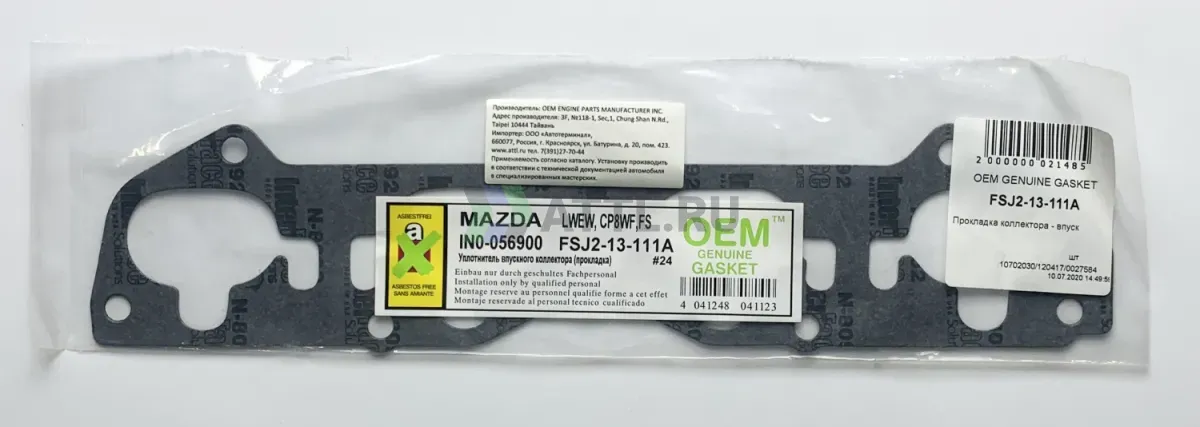 Производитель: OEM ENGINE PARTS MANUFACTURER INC.
Адрес производителя: 3F, №118-1, Sec,1, Chung Shan N.Rd.,
Taipei 10444 Тайвань
Импортер: ООО «Автотерминал»,
660077, Россия, г. Красноярск, ул. Батурина, д. 20, пом. 423.
www.attl.ru тел. 7(391)27-70-44
Применяемость согласно каталогу. Установку производить
в соответствии с технической документацией автомобиля
в специализированных мастерских.
2 000000 021485
OEM GENUINE GASKET
FSJ2-13-111A
Прокладка коллектора - впуск
шт
10702030/120417/0027584
10.07.2020 14:49:5
ASBESTFREI
a
ASBESTOS FREE
SANS AMIANTE
MAZDA LWEW, CP8WF,FS
IN0-056900 FSJ2-13-111A
Уплотнитель впускного коллектора (прокладка) #24
Einbau nur durch geschultes Fachpersonal
Installation only by qualified personal
Montage reserve au personnel qualifie forme a cet effet
Montaje reservado al personal tecnico cualificado
OEM™
GENUINE
GASKET
4 041248 041123
ATTL.RU
N-8092